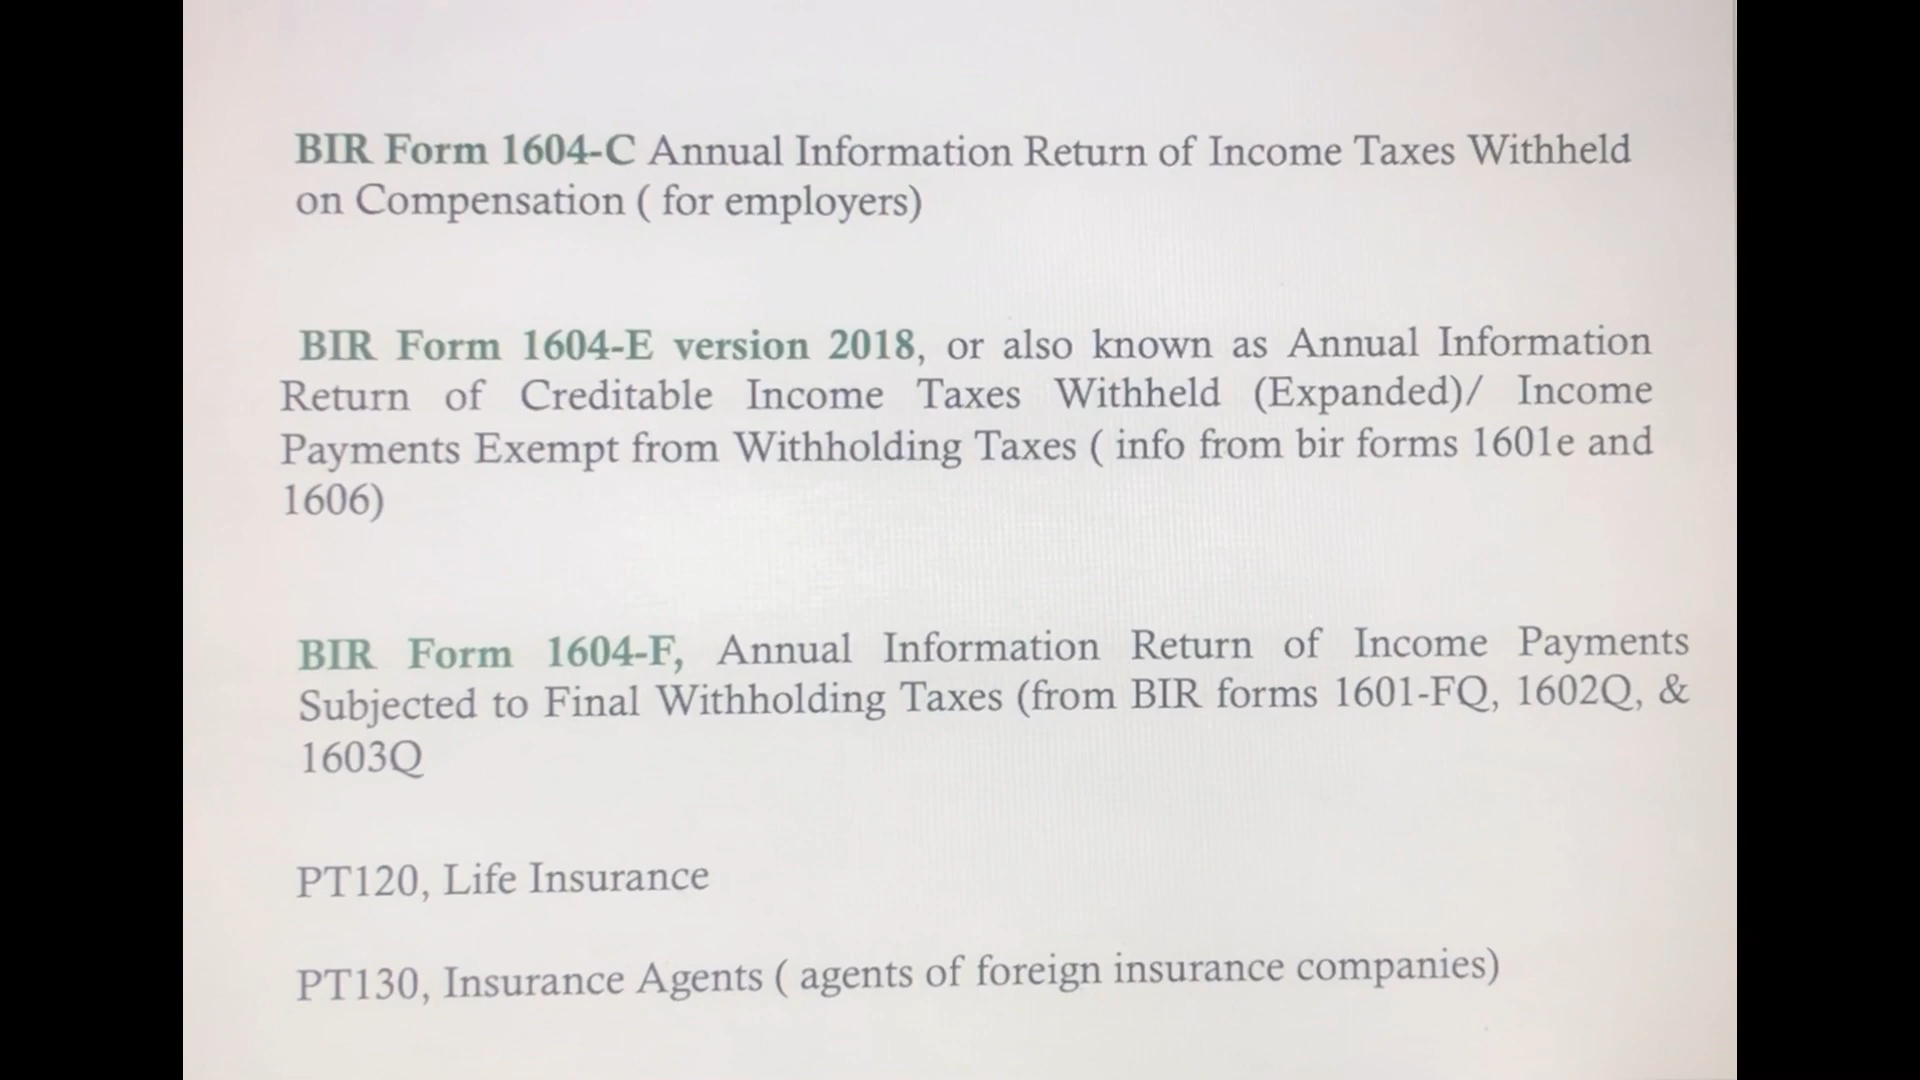 BIR Form 1604-C Annual Information Return of Income Taxes Withheld
on Compensation ( for employers)
BIR Form 1604-E version 2018, or also known as Annual Information
Return of Creditable Income Taxes Withheld (Expanded)/ Income
Payments Exempt from Withholding Taxes ( info from bir forms 1601e and
1606)
BIR Form 1604-F, Annual Information Return of Income Payments
Subjected to Final Withholding Taxes (from BIR forms 1601-FQ, 1602Q, &
1603Q
PT120, Life Insurance
PT130, Insurance Agents ( agents of foreign insurance companies)